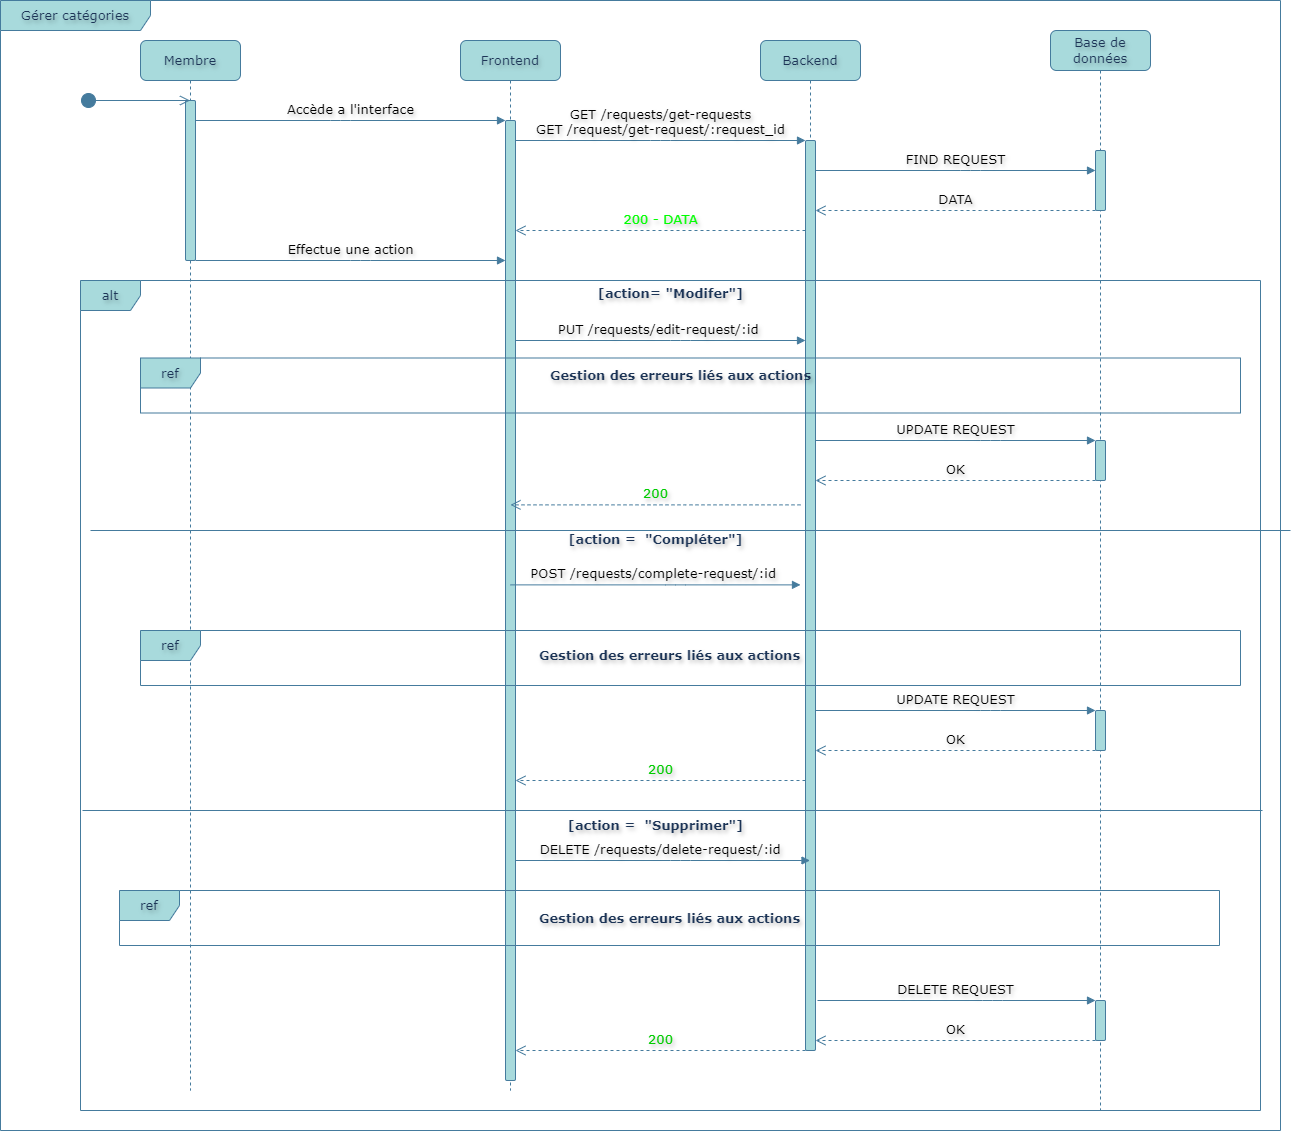 Gérer catégories
Membre
Frontend
Backend
Base de
données
Accède a l'interface
GET /requests/get-requests
GET /request/get-request/:request_id
FIND REQUEST
DATA
200 - DATA
Effectue une action
alt
[action= "Modifer"]
PUT /requests/edit-request/:id
ref
Gestion des erreurs liés aux actions
UPDATE REQUEST
OK
200
[action =  "Compléter"]
POST /requests/complete-request/:id
ref
Gestion des erreurs liés aux actions
UPDATE REQUEST
OK
200
[action =  "Supprimer"]
DELETE /requests/delete-request/:id
ref
Gestion des erreurs liés aux actions
DELETE REQUEST
OK
200